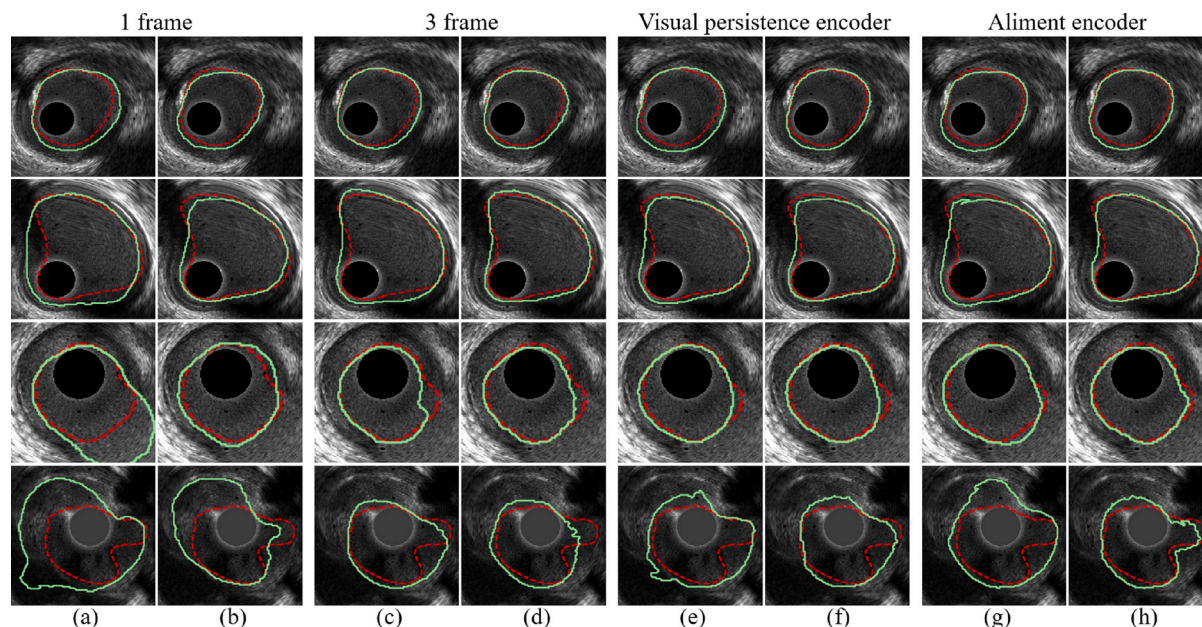 1 frame 3 frame Visual persistence encoder Aliment encoder
(a) (b) (c) (d) (e) (f) (g) (h)